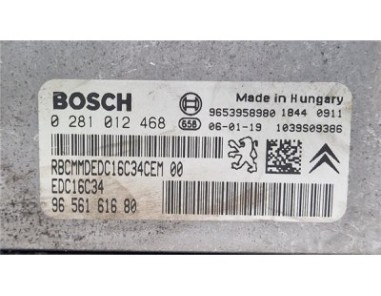 BOSCH
Made in Hungary
0 281 012 468
9653958980 1844 0911
658 06-01-19 1039S09386
RBCMMDEDC16C34CEM 00
EDC16C34
96 561 616 80